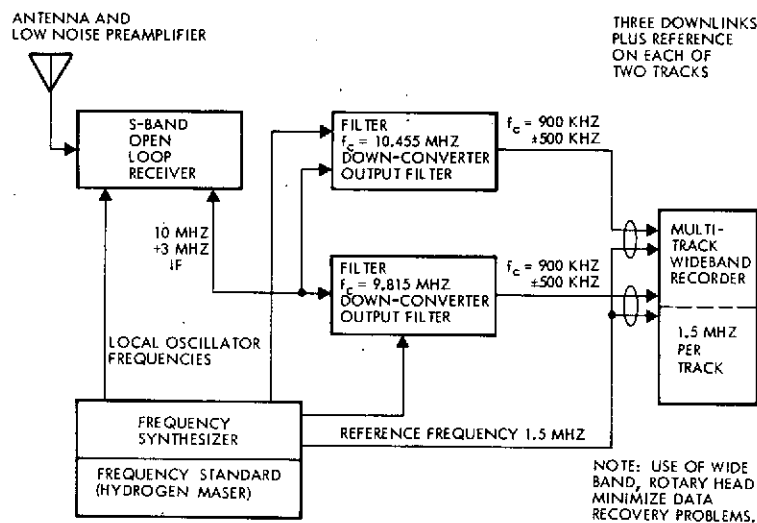 ANTENNA AND
LOW NOISE PREAMPLIFIER
THREE DOWNLINKS
PLUS REFERENCE
ON EACH OF
TWO TRACKS
S-BAND
OPEN
LOOP
RECEIVER
FILTER
f_c = 10.455 MHZ
DOWN-CONVERTER
OUTPUT FILTER
f_c = 900 KHZ
±500 KHZ
10 MHZ
+3 MHZ
IF
FILTER
f_c = 9.815 MHZ
DOWN-CONVERTER
OUTPUT FILTER
f_c = 900 KHZ
±500 KHZ
MULTI-
TRACK
WIDEBAND
RECORDER
1.5 MHZ
PER
TRACK
LOCAL OSCILLATOR
FREQUENCIES
FREQUENCY
SYNTHESIZER
REFERENCE FREQUENCY 1.5 MHZ
FREQUENCY STANDARD
(HYDROGEN MASER)
NOTE: USE OF WIDE
BAND, ROTARY HEAD
MINIMIZE DATA
RECOVERY PROBLEMS.